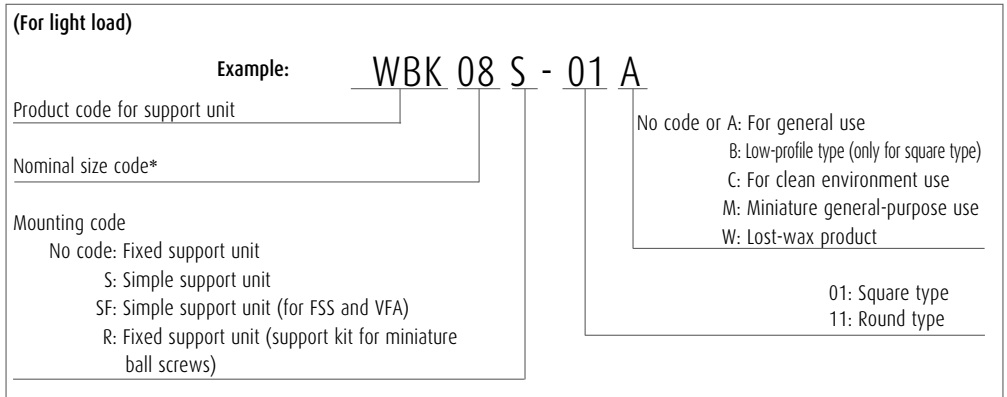 (For light load)
Example: WBK 08 S - 01 A
Product code for support unit
Nominal size code*
Mounting code
No code: Fixed support unit
S: Simple support unit
SF: Simple support unit (for FSS and VFA)
R: Fixed support unit (support kit for miniature
ball screws)
No code or A: For general use
B: Low-profile type (only for square type)
C: For clean environment use
M: Miniature general-purpose use
W: Lost-wax product
01: Square type
11: Round type